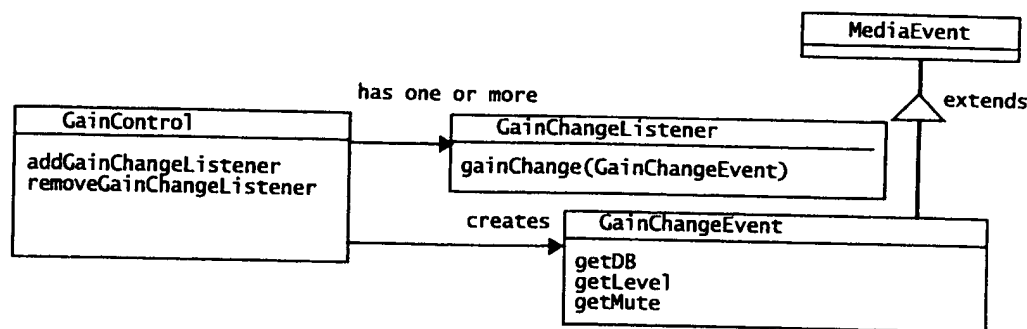 MediaEvent
extends
has one or more
GainControl
addGainChangeListener
removeGainChangeListener
GainChangeListener
gainChange(GainChangeEvent)
creates
GainChangeEvent
getDB
getLevel
getMute